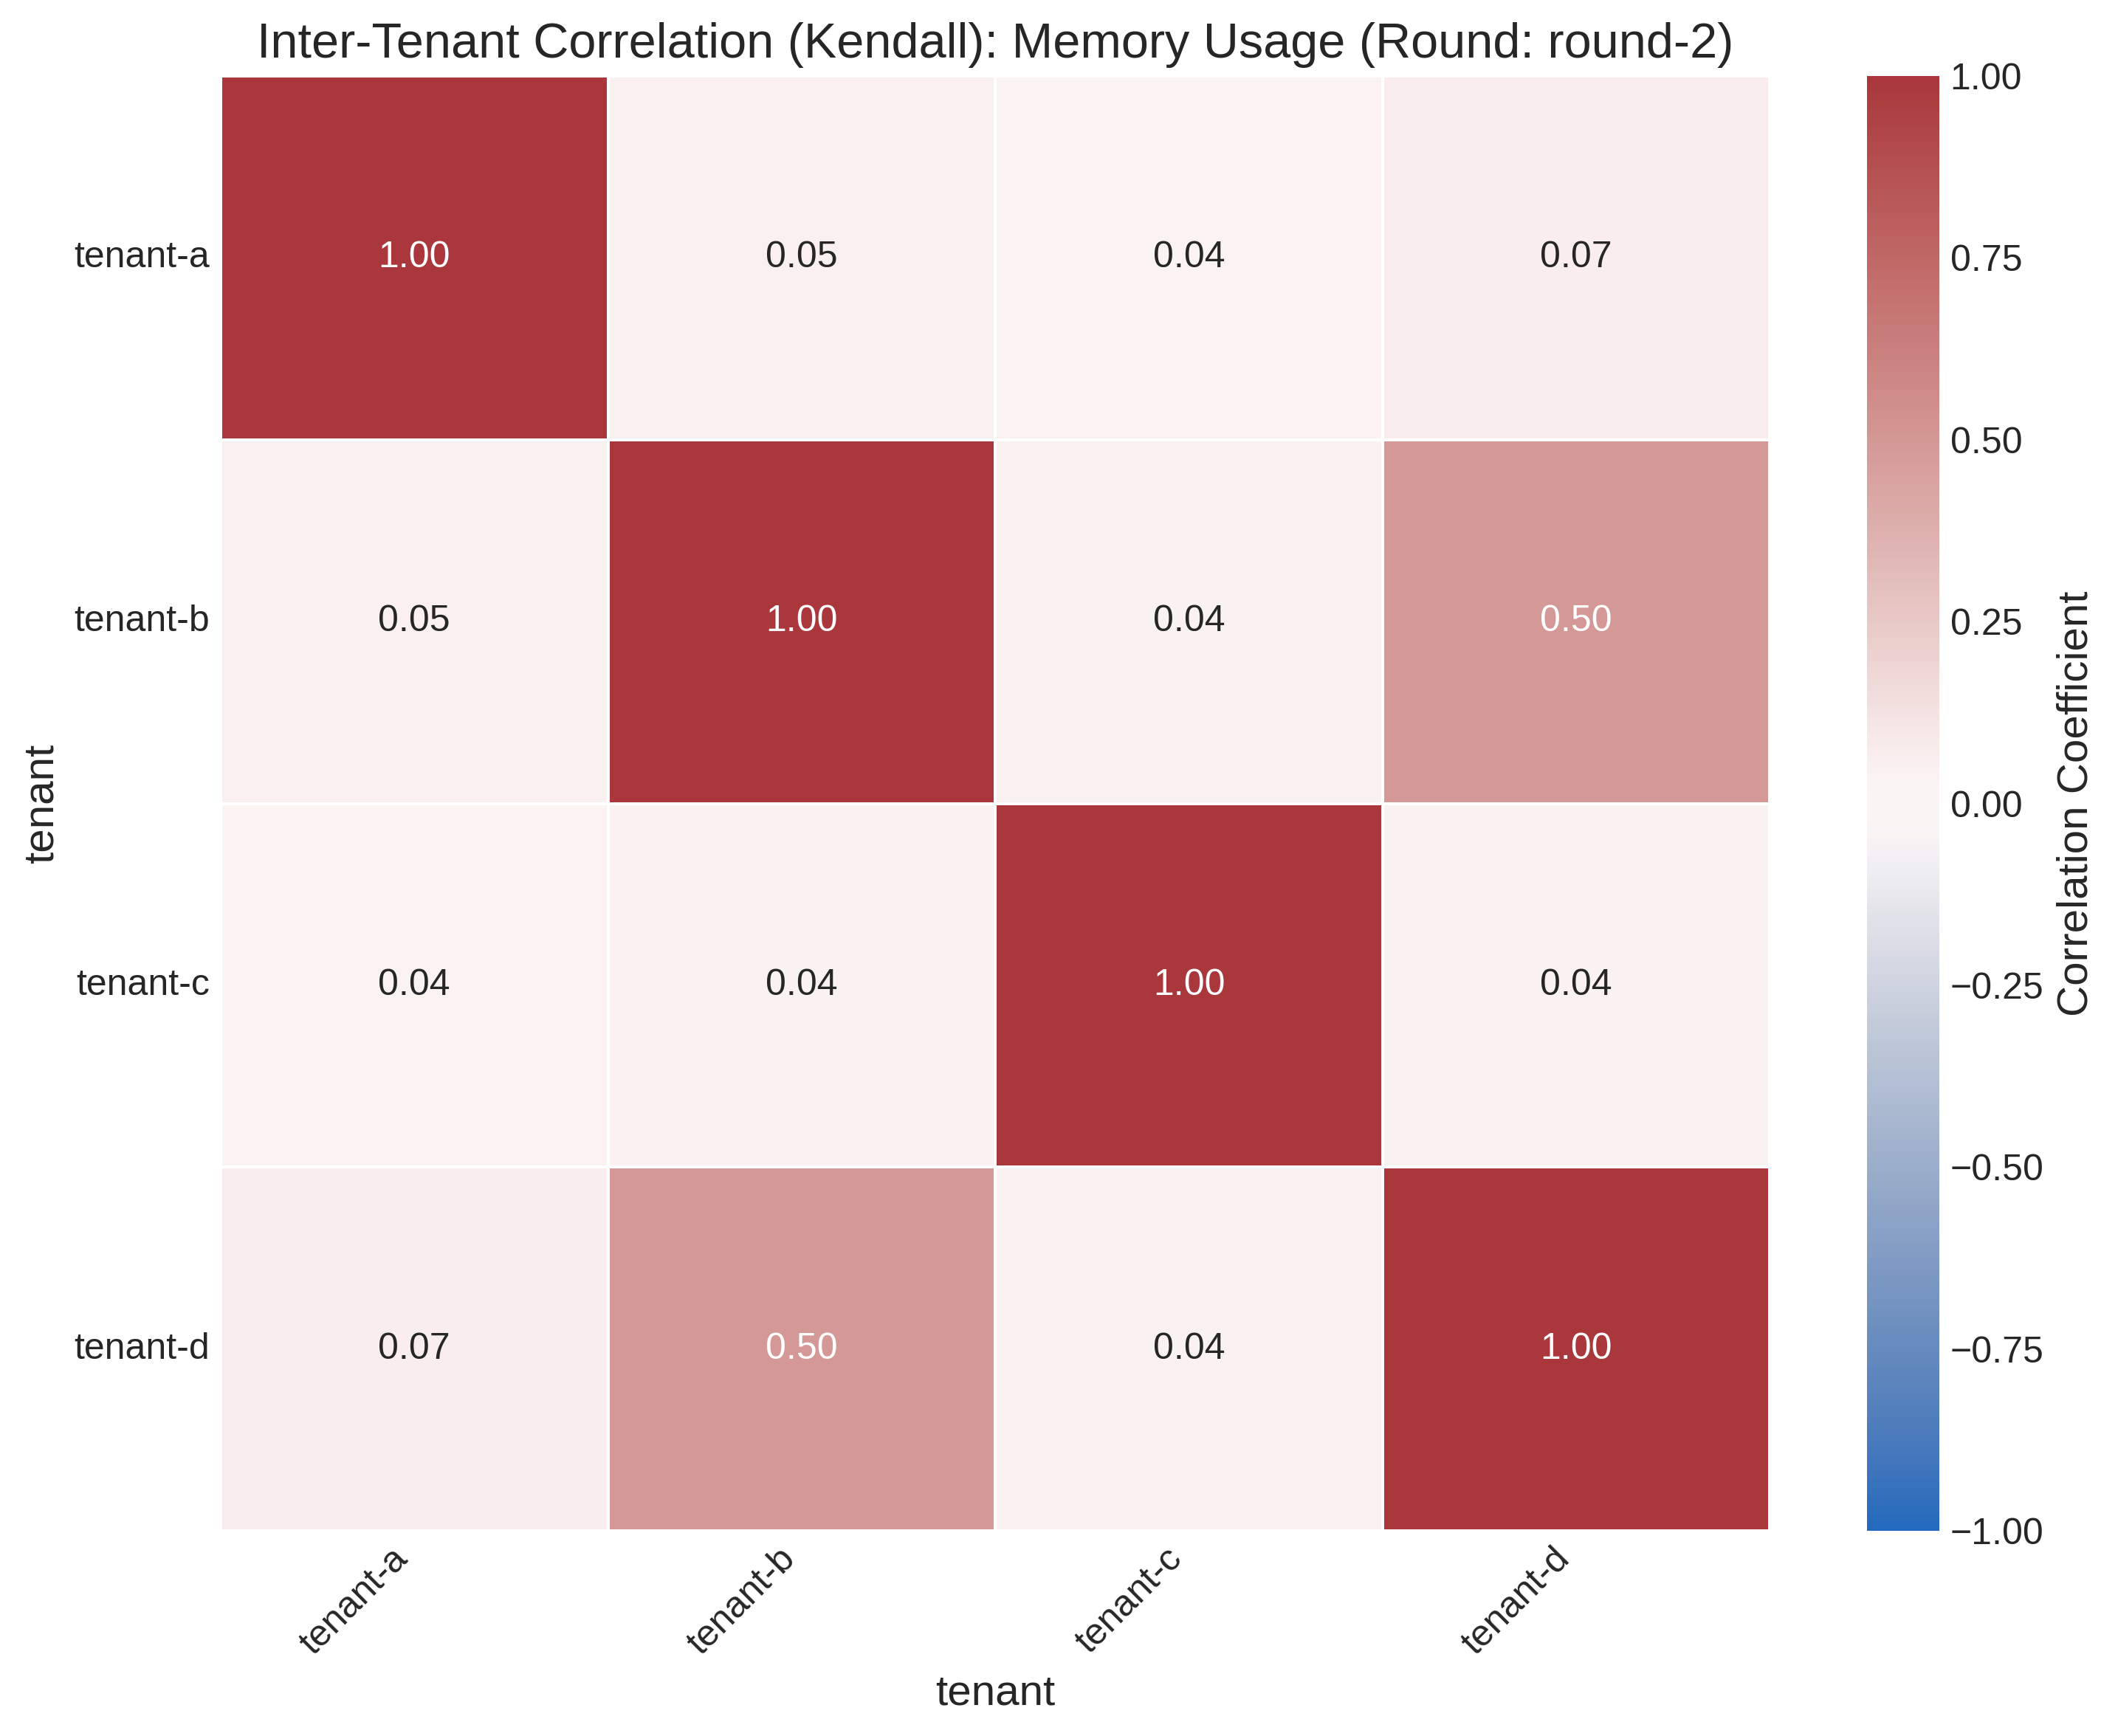 Inter-Tenant Correlation (Kendall): Memory Usage (Round: round-2)
tenant
tenant-a
1.00 0.05 0.04 0.07
tenant-b
0.05 1.00 0.04 0.50
tenant-c
0.04 0.04 1.00 0.04
tenant-d
0.07 0.50 0.04 1.00
tenant-a
tenant-b
tenant-c
tenant-d
tenant
1.00
0.75
0.50
0.25
0.00
−0.25
−0.50
−0.75
−1.00
Correlation Coefficient